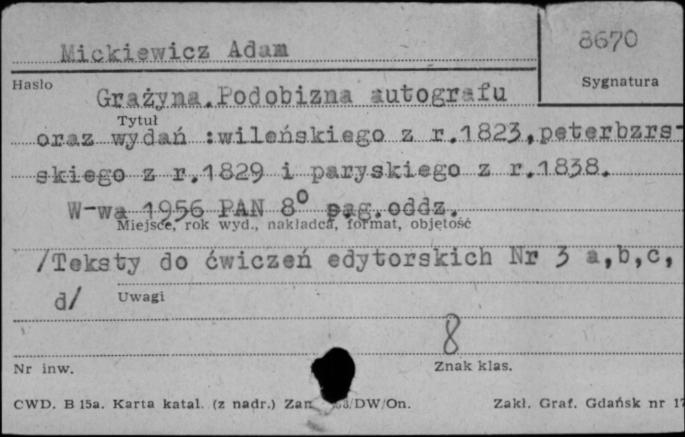 Mickiewicz Adam
8670
Hasło
Sygnatura
Grażyna.Podobizna autografu
Tytuł
oraz wydań :wileńskiego z r.1823,peterbzrs-
skiego z r.1829 i paryskiego z r.1838.
W-wa 1956 PAN 8° pag.oddz.
Miejsce, rok wyd., nakładca, format, objętość
/Teksty do ćwiczeń edytorskich Nr 3 a,b,c,
d/
Uwagi
8
Nr inw.
Znak klas.
CWD. B 15a. Karta katal. (z nadr.) /DW/On.
Zakł. Graf. Gdańsk nr